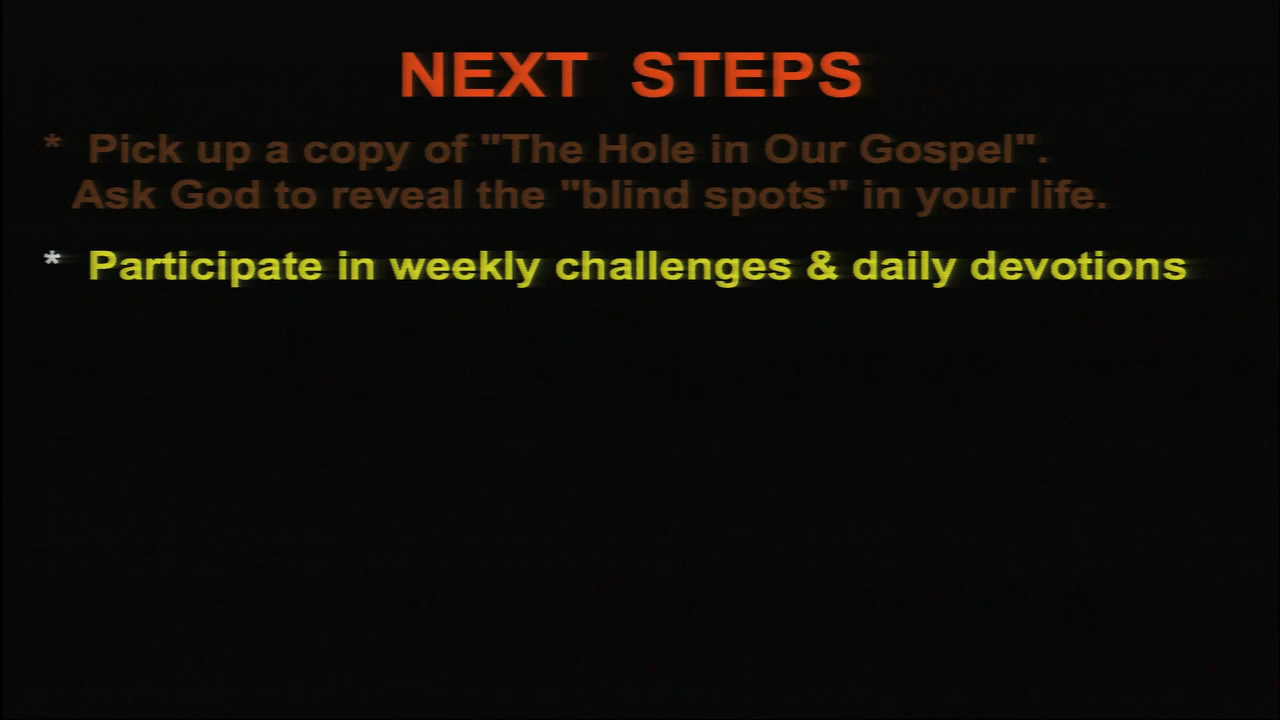 NEXT STEPS
* Pick up a copy of "The Hole in Our Gospel".
Ask God to reveal the "blind spots" in your life.
* Participate in weekly challenges & daily devotions